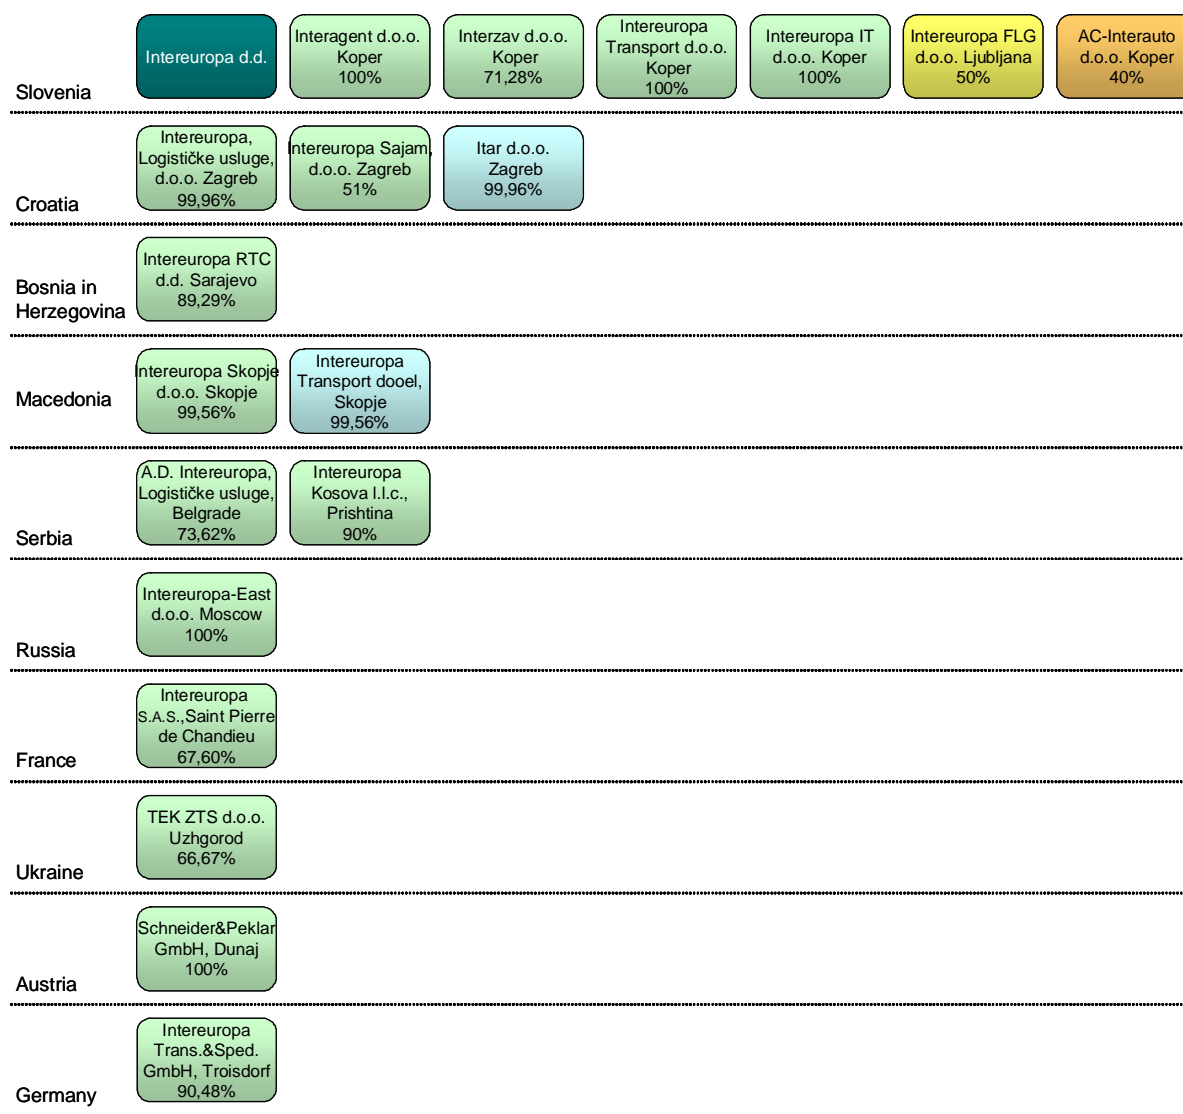 Slovenia
Intereuropa d.d.
Interagent d.o.o.
Koper
100%
Interzav d.o.o.
Koper
71,28%
Intereuropa
Transport d.o.o.
Koper
100%
Intereuropa IT
d.o.o. Koper
100%
Intereuropa FLG
d.o.o. Ljubljana
50%
AC-Interauto
d.o.o. Koper
40%
Croatia
Intereuropa,
Logističke usluge,
d.o.o. Zagreb
99,96%
Intereuropa Sajam,
d.o.o. Zagreb
51%
Itar d.o.o.
Zagreb
99,96%
Bosnia in
Herzegovina
Intereuropa RTC
d.d. Sarajevo
89,29%
Macedonia
Intereuropa Skopje
d.o.o. Skopje
99,56%
Intereuropa
Transport dooel,
Skopje
99,56%
Serbia
A.D. Intereuropa,
Logističke usluge,
Belgrade
73,62%
Intereuropa
Kosova l.l.c.,
Prishtina
90%
Russia
Intereuropa-East
d.o.o. Moscow
100%
France
Intereuropa
S.A.S.,Saint Pierre
de Chandieu
67,60%
Ukraine
TEK ZTS d.o.o.
Uzhgorod
66,67%
Austria
Schneider&Peklar
GmbH, Dunaj
100%
Germany
Intereuropa
Trans.&Sped.
GmbH, Troisdorf
90,48%